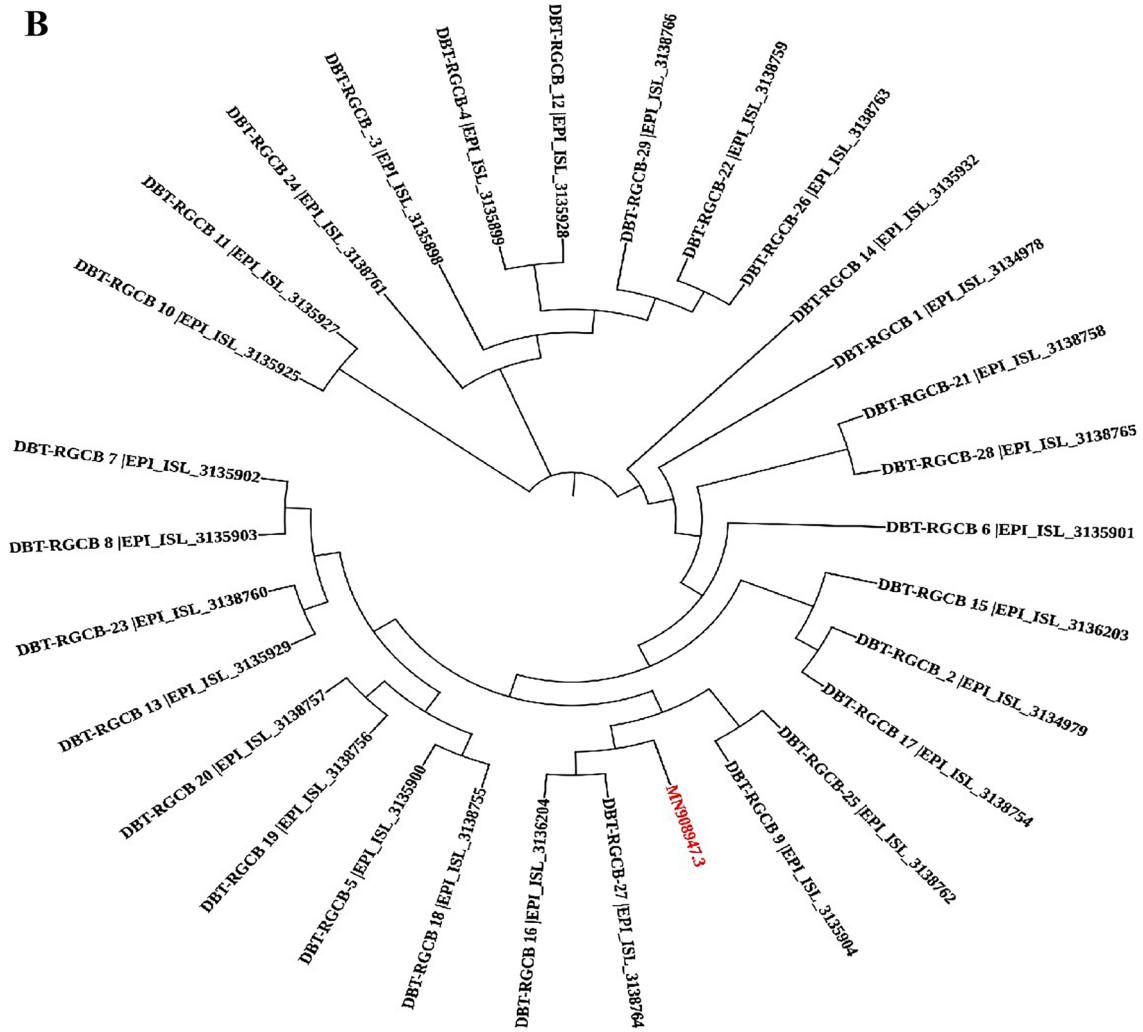 B
DBT-RGCB_12 |EPI_ISL_3135928
DBT-RGCB-29 |EPI_ISL_3138766
DBT-RGCB-22 |EPI_ISL_3138759
DBT-RGCB-26 |EPI_ISL_3138763
DBT-RGCB 14 |EPI_ISL_3135932
DBT-RGCB 1 |EPI_ISL_3134978
DBT-RGCB-21 |EPI_ISL_3138758
DBT-RGCB-28 |EPI_ISL_3138765
DBT-RGCB 6 |EPI_ISL_3135901
DBT-RGCB 15 |EPI_ISL_3136203
DBT-RGCB_2 |EPI_ISL_3134979
DBT-RGCB 17 |EPI_ISL_3138754
DBT-RGCB-25 |EPI_ISL_3138762
DBT-RGCB 9 |EPI_ISL_3135904
MN908947.3
DBT-RGCB-27 |EPI_ISL_3138764
DBT-RGCB 16 |EPI_ISL_3136204
DBT-RGCB 18 |EPI_ISL_3138755
DBT-RGCB-5 |EPI_ISL_3135900
DBT-RGCB 19 |EPI_ISL_3138756
DBT-RGCB 20 |EPI_ISL_3138757
DBT-RGCB 13 |EPI_ISL_3135929
DBT-RGCB-23 |EPI_ISL_3138760
DBT-RGCB 8 |EPI_ISL_3135903
DBT-RGCB 7 |EPI_ISL_3135902
DBT-RGCB 10 |EPI_ISL_3135925
DBT-RGCB 11 |EPI_ISL_3135927
DBT-RGCB 24 |EPI_ISL_3138761
DBT-RGCB_-3 |EPI_ISL_3135898
DBT-RGCB-4 |EPI_ISL_3135899